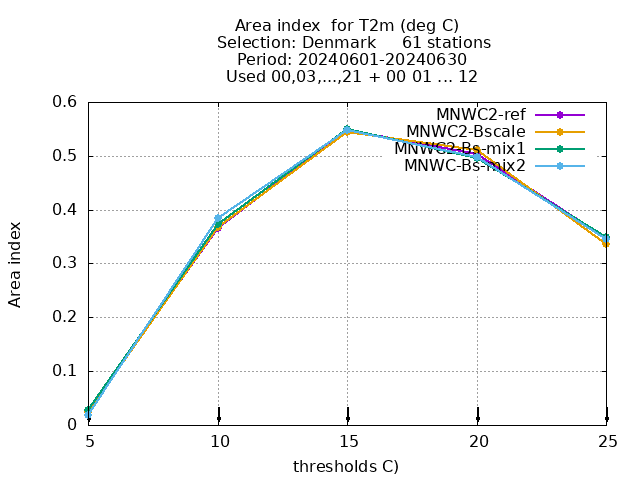 Area index  for T2m (deg C)
Selection: Denmark     61 stations
Period: 20240601-20240630
Used 00,03,...,21 + 00 01 ... 12
MNWC2-ref
MNWC2-Bscale
MNWC2-Bs-mix1
MNWC-Bs-mix2
0.6
0.5
0.4
0.3
0.2
0.1
0
Area index
5 10 15 20 25
thresholds C)